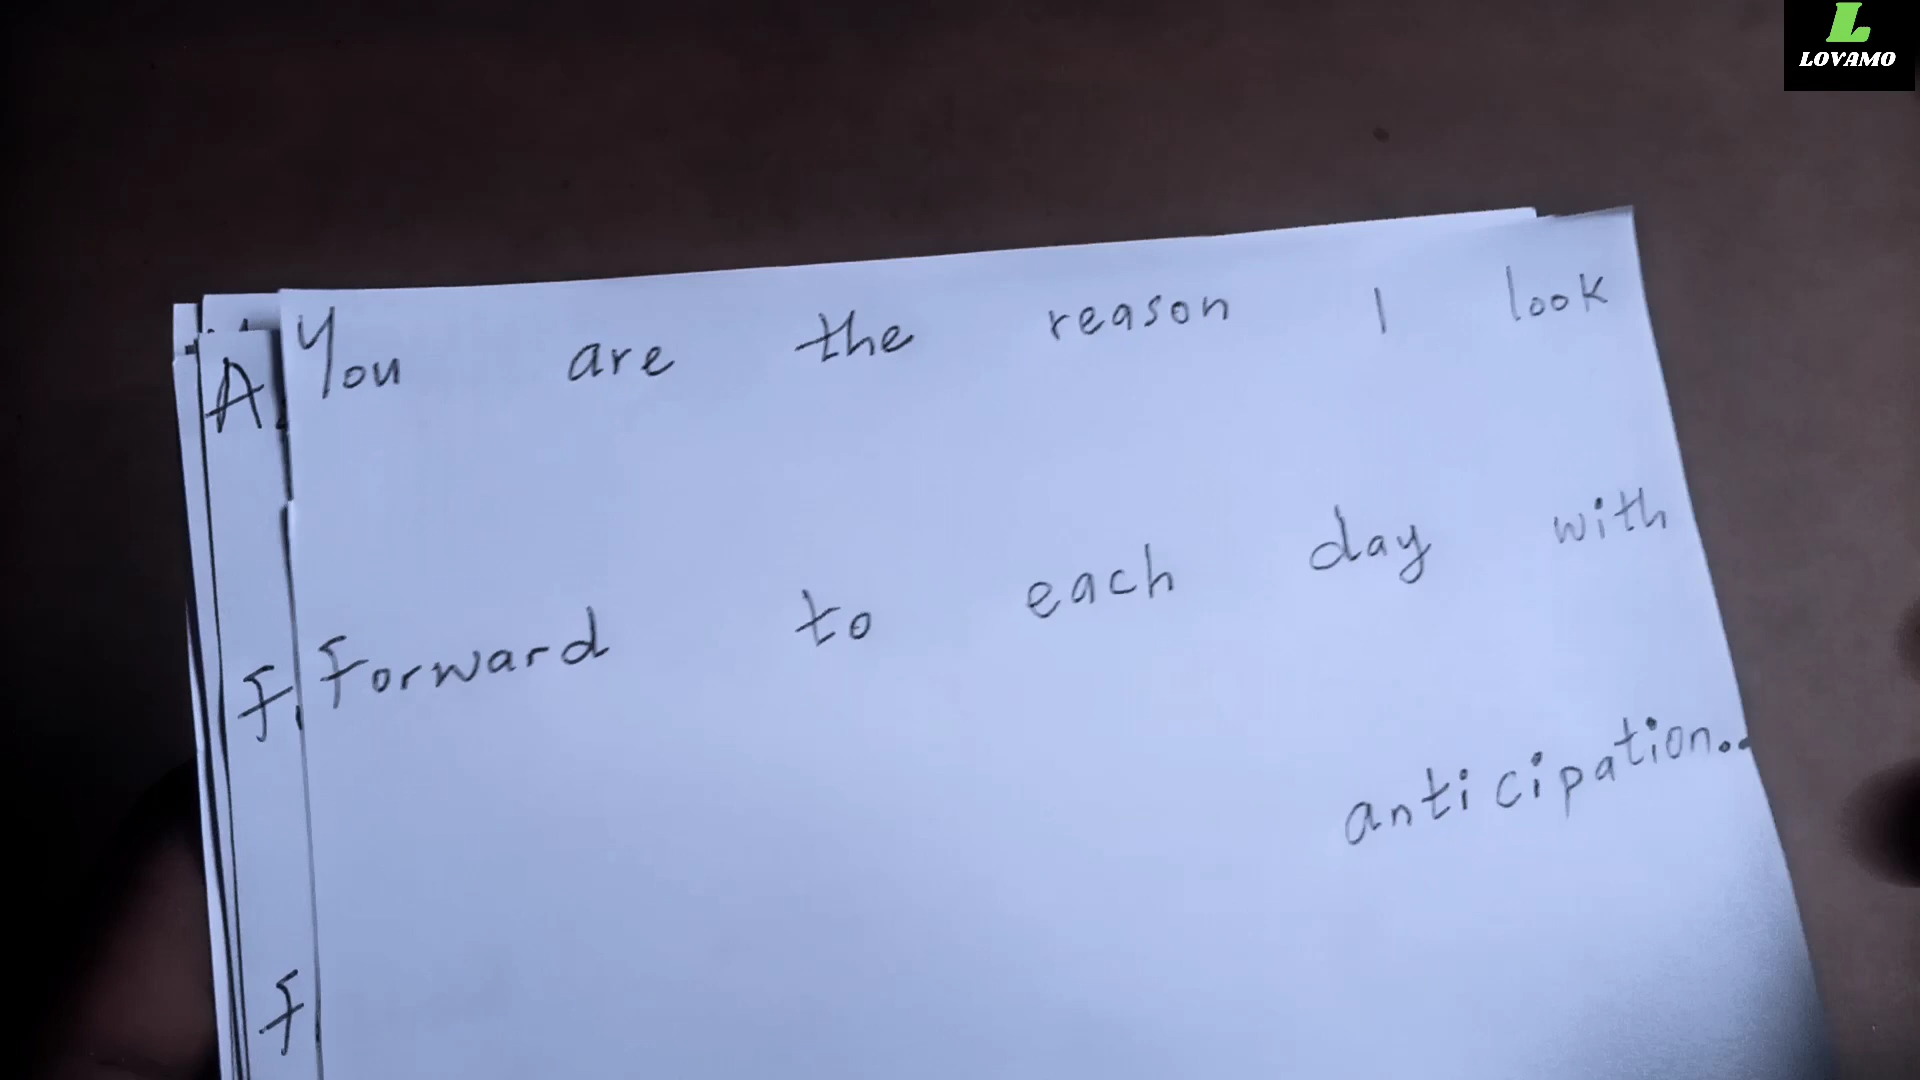 L
LOVAMO
You are the reason I look
Forward to each day with
anticipation..
A
F
F